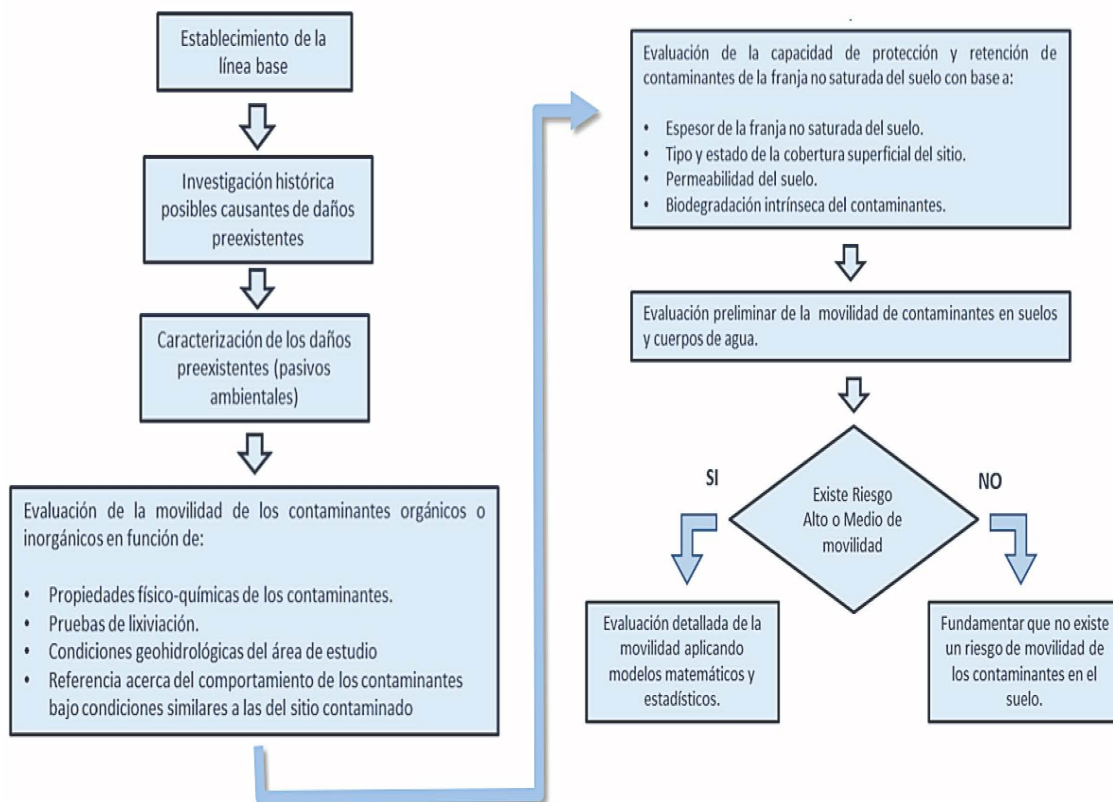 Establecimiento de la
línea base
Investigación histórica
posibles causantes de daños
preexistentes
Caracterización de los daños
preexistentes (pasivos
ambientales)
Evaluación de la movilidad de los contaminantes orgánicos o
inorgánicos en función de:
• Propiedades físico-químicas de los contaminantes.
• Pruebas de lixiviación.
• Condiciones geohidrológicas del área de estudio
• Referencia acerca del comportamiento de los contaminantes
bajo condiciones similares a las del sitio contaminado
Evaluación de la capacidad de protección y retención de
contaminantes de la franja no saturada del suelo con base a:
• Espesor de la franja no saturada del suelo.
• Tipo y estado de la cobertura superficial del sitio.
• Permeabilidad del suelo.
• Biodegradación intrínseca del contaminantes.
Evaluación preliminar de la movilidad de contaminantes en suelos
y cuerpos de agua.
SI
Existe Riesgo
Alto o Medio de
movilidad
NO
Evaluación detallada de la
movilidad aplicando
modelos matemáticos y
estadísticos.
Fundamentar que no existe
un riesgo de movilidad de
los contaminantes en el
suelo.